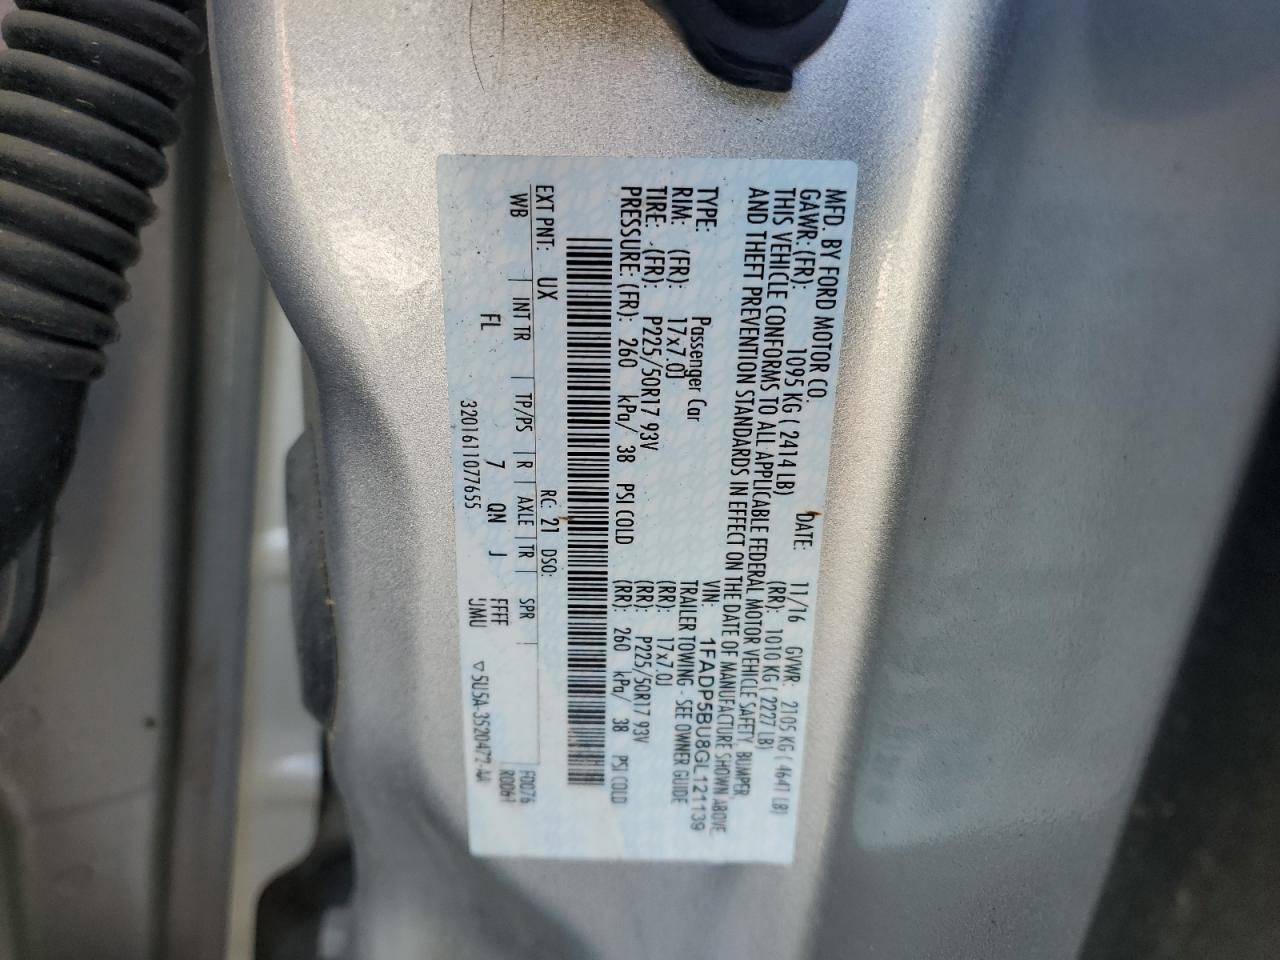 MFD. BY FORD MOTOR CO.
DATE: 11/16 GVWR: 2105 KG ( 4641 LB)
GAWR: (FR): 1095 KG ( 2414 LB) (RR): 1010 KG ( 2227 LB)
THIS VEHICLE CONFORMS TO ALL APPLICABLE FEDERAL MOTOR VEHICLE SAFETY, BUMPER,
AND THEFT PREVENTION STANDARDS IN EFFECT ON THE DATE OF MANUFACTURE SHOWN ABOVE.
VIN: 1FADP5BU8GL121139
TYPE: Passenger Car TRAILER TOWING - SEE OWNER GUIDE
RIM: (FR): 17x7.0J (RR): 17x7.0J
TIRE: (FR): P225/50R17 93V (RR): P225/50R17 93V
PRESSURE: (FR): 260 kPa/ 38 PSI COLD (RR): 260 kPa/ 38 PSI COLD
EXT PNT: UX RC: 21 DSO: F0076
WB INT TR TP/PS R AXLE TR SPR R0061
FL 7 QN J FFFF
3201611077655 UMU ▽5U5A-3520472-AA